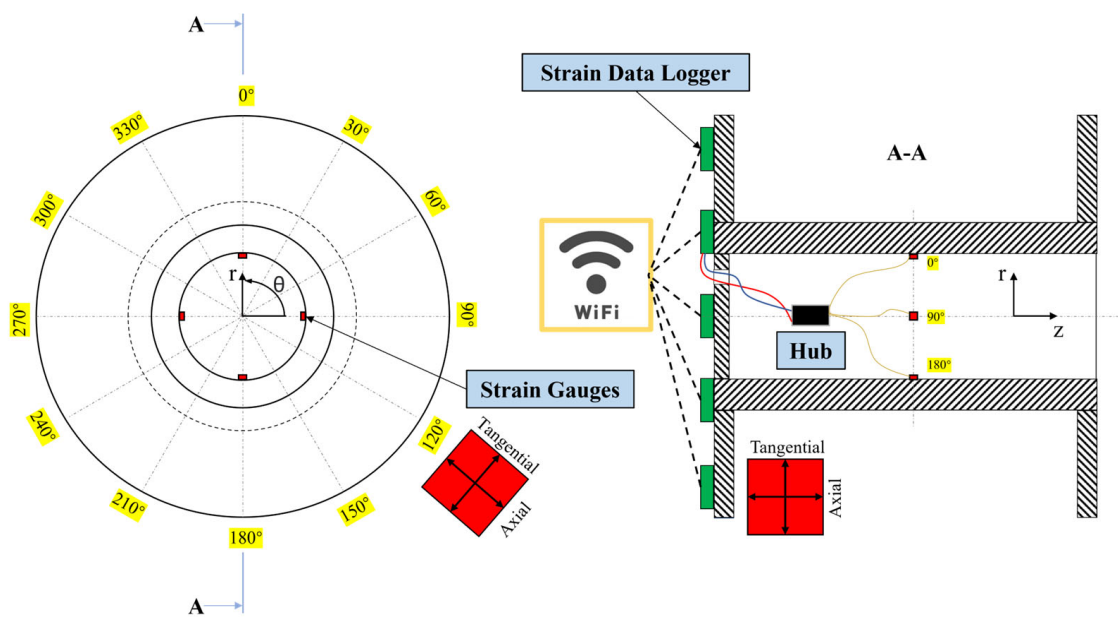 A
0°
30°
60°
90°
120°
150°
180°
210°
240°
270°
300°
330°
r
θ
Strain Gauges
Tangential
Axial
A
Strain Data Logger
A-A
WiFi
Hub
0°
90°
180°
r
z
Tangential
Axial